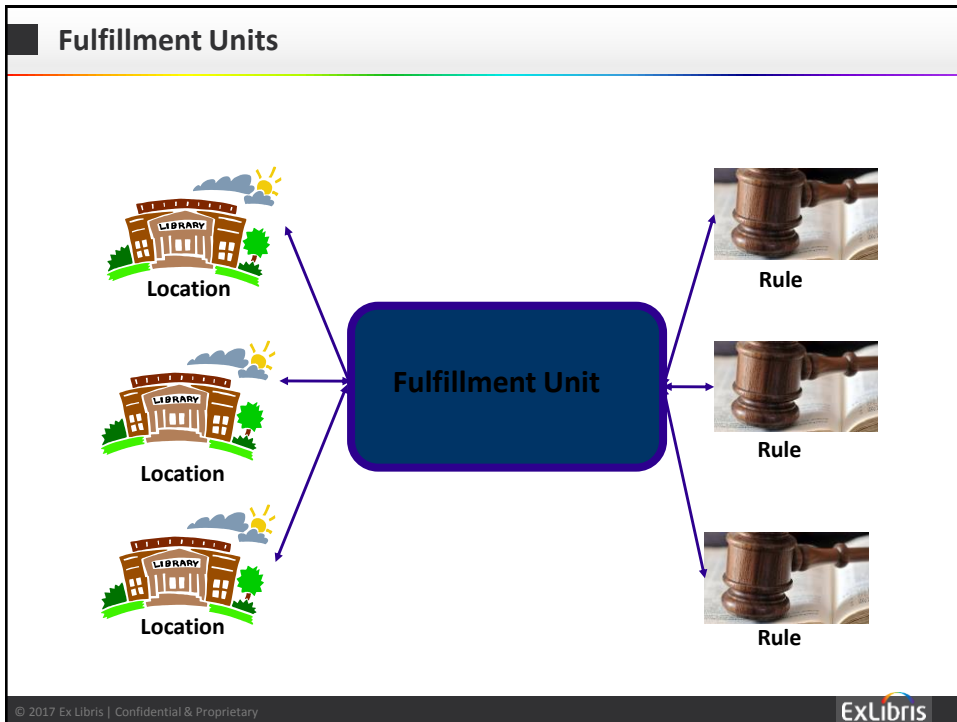 Fulfillment Units
LIBRARY
Location
Rule
Fulfillment Unit
LIBRARY
Location
Rule
LIBRARY
Location
Rule
© 2017 Ex Libris | Confidential & Proprietary
ExLibris